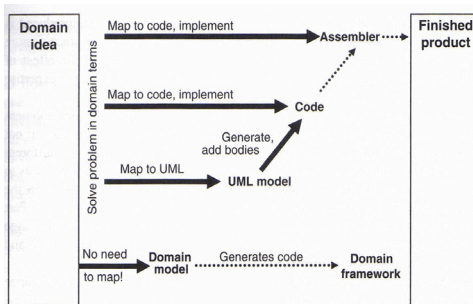 Domain
idea
Solve problem in domain terms
Map to code, implement
Assembler
Finished
product
Map to code, implement
Code
Generate,
add bodies
Map to UML
UML model
No need
to map!
Domain
model
Generates code
Domain
framework